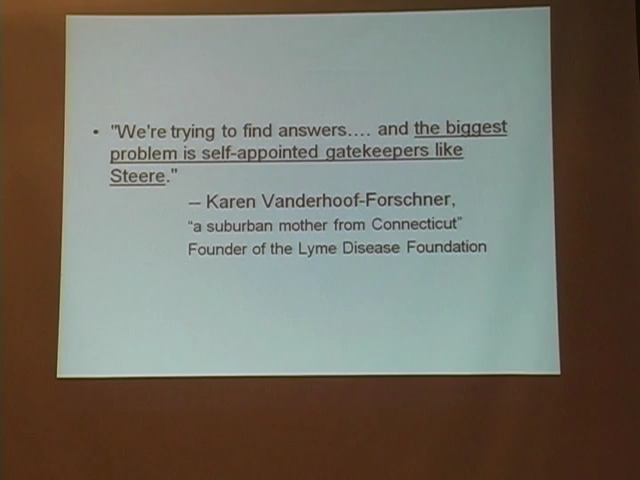 • "We're trying to find answers.... and the biggest
problem is self-appointed gatekeepers like
Steere."
– Karen Vanderhoof-Forschner,
"a suburban mother from Connecticut"
Founder of the Lyme Disease Foundation